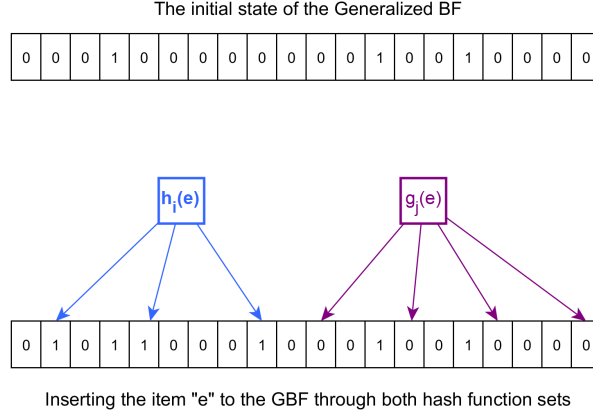 The initial state of the Generalized BF
0 0 0 1 0 0 0 0 0 0 0 0 1 0 0 1 0 0 0 0
hi(e) gj(e)
0 1 0 1 1 0 0 0 1 0 0 0 1 0 0 1 0 0 0 0
Inserting the item "e" to the GBF through both hash function sets